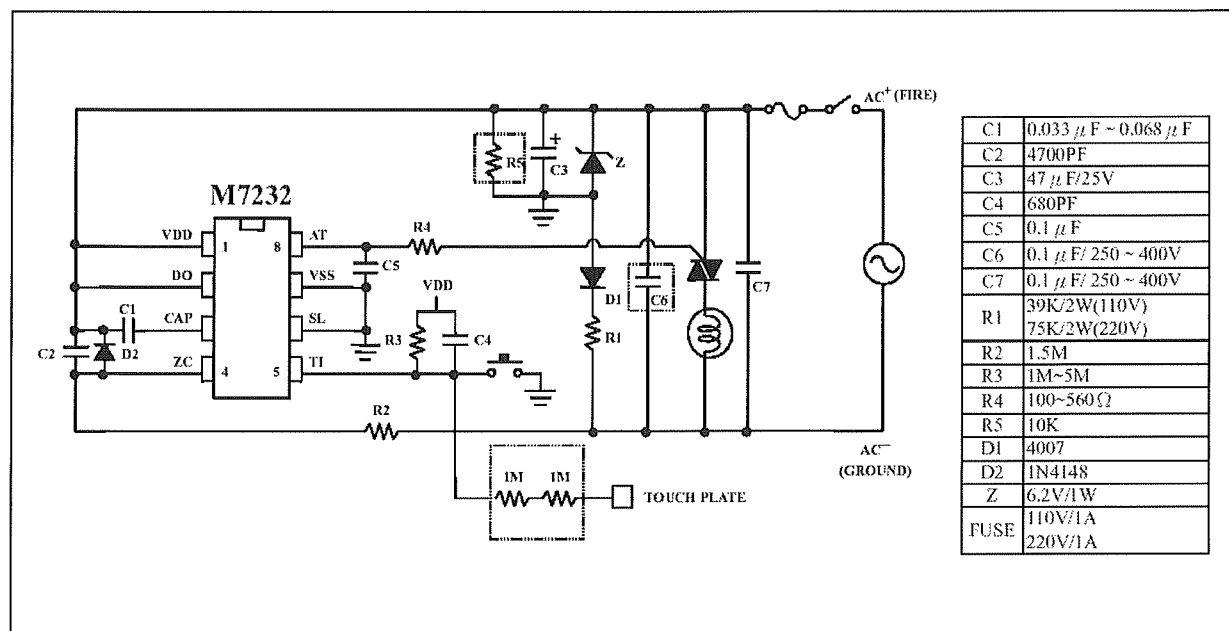 AC+ (FIRE)
R5
C3
+
Z
M7232
VDD
1
8
AT
R4
DO
VSS
C5
VDD
C1
CAP
SL
D1
C6
C7
R3
C4
R1
C2
D2
ZC
4
5
TI
R2
AC— (GROUND)
1M
1M
TOUCH PLATE
C1 0.033 μF ~ 0.068 μF
C2 4700PF
C3 47 μF/25V
C4 680PF
C5 0.1 μF
C6 0.1 μF/ 250 ~ 400V
C7 0.1 μF/ 250 ~ 400V
R1 39K/2W(110V)
75K/2W(220V)
R2 1.5M
R3 1M~5M
R4 100~560Ω
R5 10K
D1 4007
D2 1N4148
Z 6.2V/1W
FUSE 110V/1A
220V/1A